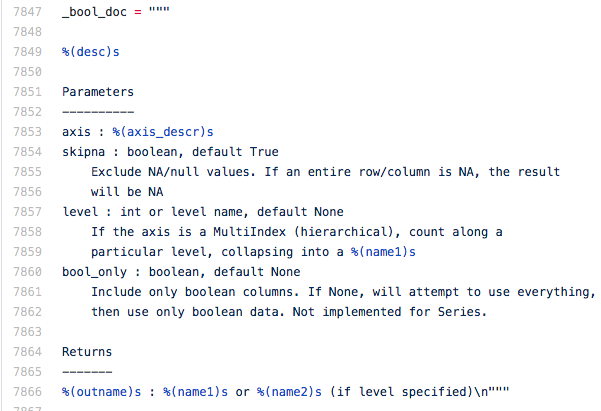 7847 _bool_doc = """
7848
7849 %(desc)s
7850
7851 Parameters
7852 ----------
7853 axis : %(axis_descr)s
7854 skipna : boolean, default True
7855     Exclude NA/null values. If an entire row/column is NA, the result
7856     will be NA
7857 level : int or level name, default None
7858     If the axis is a MultiIndex (hierarchical), count along a
7859     particular level, collapsing into a %(name1)s
7860 bool_only : boolean, default None
7861     Include only boolean columns. If None, will attempt to use everything,
7862     then use only boolean data. Not implemented for Series.
7863
7864 Returns
7865 -------
7866 %(outname)s : %(name1)s or %(name2)s (if level specified)\n"""
7867